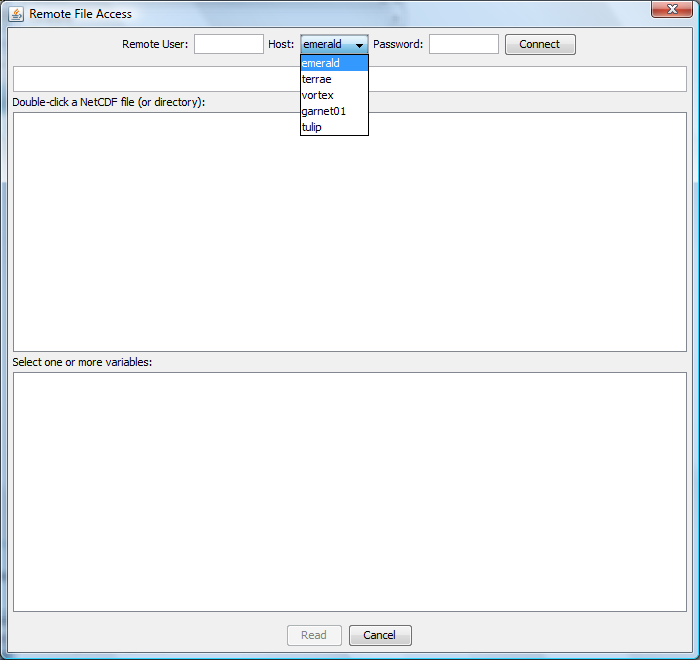 Remote File Access
Remote User: Host: emerald Password: Connect
emerald
terrae
vortex
garnet01
tulip
Double-click a NetCDF file (or directory):
Select one or more variables:
Read Cancel